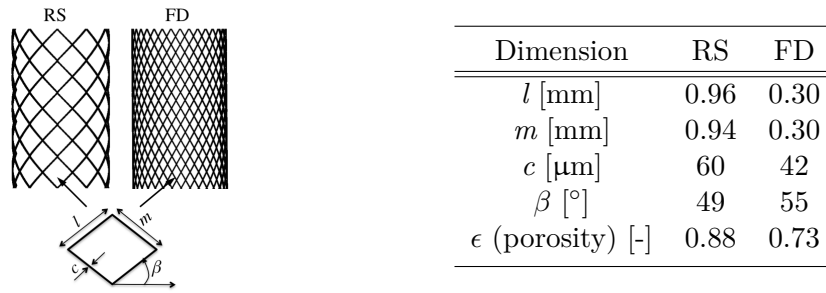 RS FD
l
m
c
β
Dimension RS FD
l [mm] 0.96 0.30
m [mm] 0.94 0.30
c [μm] 60 42
β [°] 49 55
ϵ (porosity) [-] 0.88 0.73